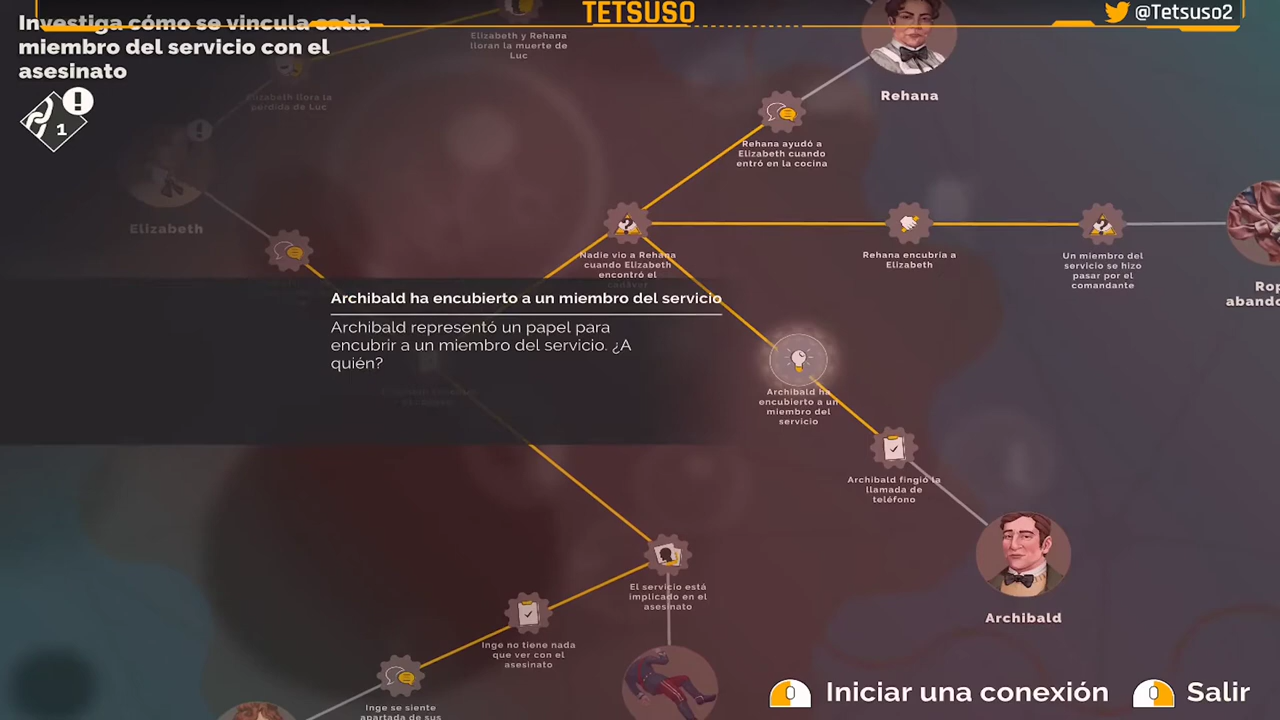 TETSUSO
@Tetsuso2
Investiga cómo se vincula cada
miembro del servicio con el
asesinato
1
Elizabeth y Rehana
lloran la muerte de
Luc
Elizabeth llora la
pérdida de Luc
Rehana
Rehana ayudó a
Elizabeth cuando
entró en la cocina
Elizabeth
Nadie vio a Rehana
cuando Elizabeth
encontró el
cadáver
Rehana encubría a
Elizabeth
Un miembro del
servicio se hizo
pasar por el
comandante
Rop
abando
Archibald ha encubierto a un miembro del servicio
Archibald representó un papel para
encubrir a un miembro del servicio. ¿A
quién?
Archibald ha
encubierto a un
miembro del
servicio
Archibald fingió la
llamada de
teléfono
Archibald
El servicio está
implicado en el
asesinato
Inge no tiene nada
que ver con el
asesinato
Inge se siente
apartada de sus
Iniciar una conexión
Salir